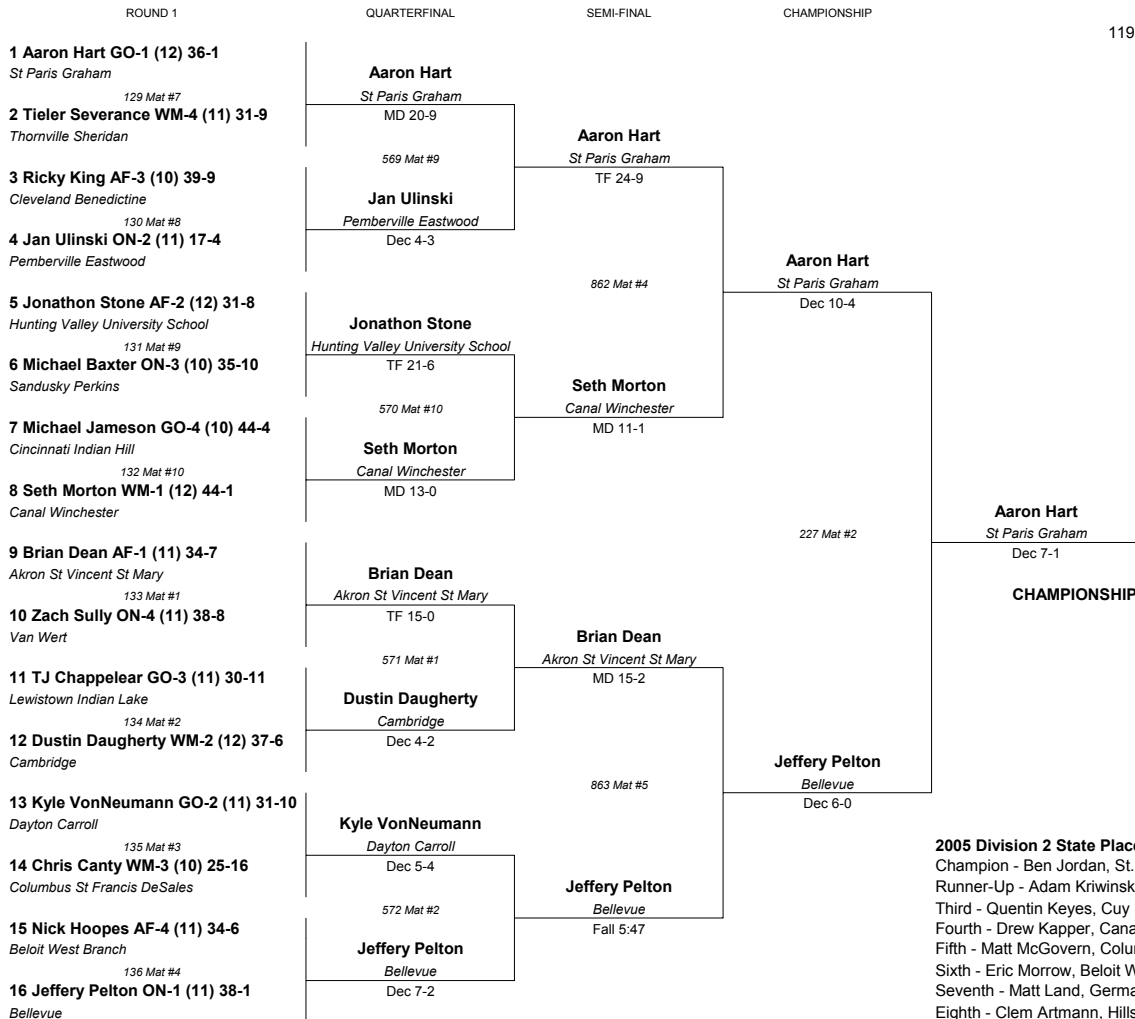 ROUND 1
QUARTERFINAL
SEMI-FINAL
CHAMPIONSHIP
119
1 Aaron Hart GO-1 (12) 36-1
St Paris Graham
129 Mat #7
2 Tieler Severance WM-4 (11) 31-9
Thornville Sheridan
3 Ricky King AF-3 (10) 39-9
Cleveland Benedictine
130 Mat #8
4 Jan Ulinski ON-2 (11) 17-4
Pemberville Eastwood
5 Jonathon Stone AF-2 (12) 31-8
Hunting Valley University School
131 Mat #9
6 Michael Baxter ON-3 (10) 35-10
Sandusky Perkins
7 Michael Jameson GO-4 (10) 44-4
Cincinnati Indian Hill
132 Mat #10
8 Seth Morton WM-1 (12) 44-1
Canal Winchester
9 Brian Dean AF-1 (11) 34-7
Akron St Vincent St Mary
133 Mat #1
10 Zach Sully ON-4 (11) 38-8
Van Wert
11 TJ Chappelear GO-3 (11) 30-11
Lewistown Indian Lake
134 Mat #2
12 Dustin Daugherty WM-2 (12) 37-6
Cambridge
13 Kyle VonNeumann GO-2 (11) 31-10
Dayton Carroll
135 Mat #3
14 Chris Canty WM-3 (10) 25-16
Columbus St Francis DeSales
15 Nick Hoopes AF-4 (11) 34-6
Beloit West Branch
136 Mat #4
16 Jeffery Pelton ON-1 (11) 38-1
Bellevue
Aaron Hart
St Paris Graham
MD 20-9
569 Mat #9
Jan Ulinski
Pemberville Eastwood
Dec 4-3
Jonathon Stone
Hunting Valley University School
TF 21-6
570 Mat #10
Seth Morton
Canal Winchester
MD 13-0
Brian Dean
Akron St Vincent St Mary
TF 15-0
571 Mat #1
Dustin Daugherty
Cambridge
Dec 4-2
Kyle VonNeumann
Dayton Carroll
Dec 5-4
572 Mat #2
Jeffery Pelton
Bellevue
Dec 7-2
Aaron Hart
St Paris Graham
TF 24-9
862 Mat #4
Seth Morton
Canal Winchester
MD 11-1
Brian Dean
Akron St Vincent St Mary
MD 15-2
863 Mat #5
Jeffery Pelton
Bellevue
Fall 5:47
Aaron Hart
St Paris Graham
Dec 10-4
227 Mat #2
Jeffery Pelton
Bellevue
Dec 6-0
Aaron Hart
St Paris Graham
Dec 7-1
CHAMPIONSHIP
2005 Division 2 State Place
Champion - Ben Jordan, St.
Runner-Up - Adam Kriwinsk
Third - Quentin Keyes, Cuy
Fourth - Drew Kapper, Cana
Fifth - Matt McGovern, Colu
Sixth - Eric Morrow, Beloit W
Seventh - Matt Land, Germa
Eighth - Clem Artmann, Hills